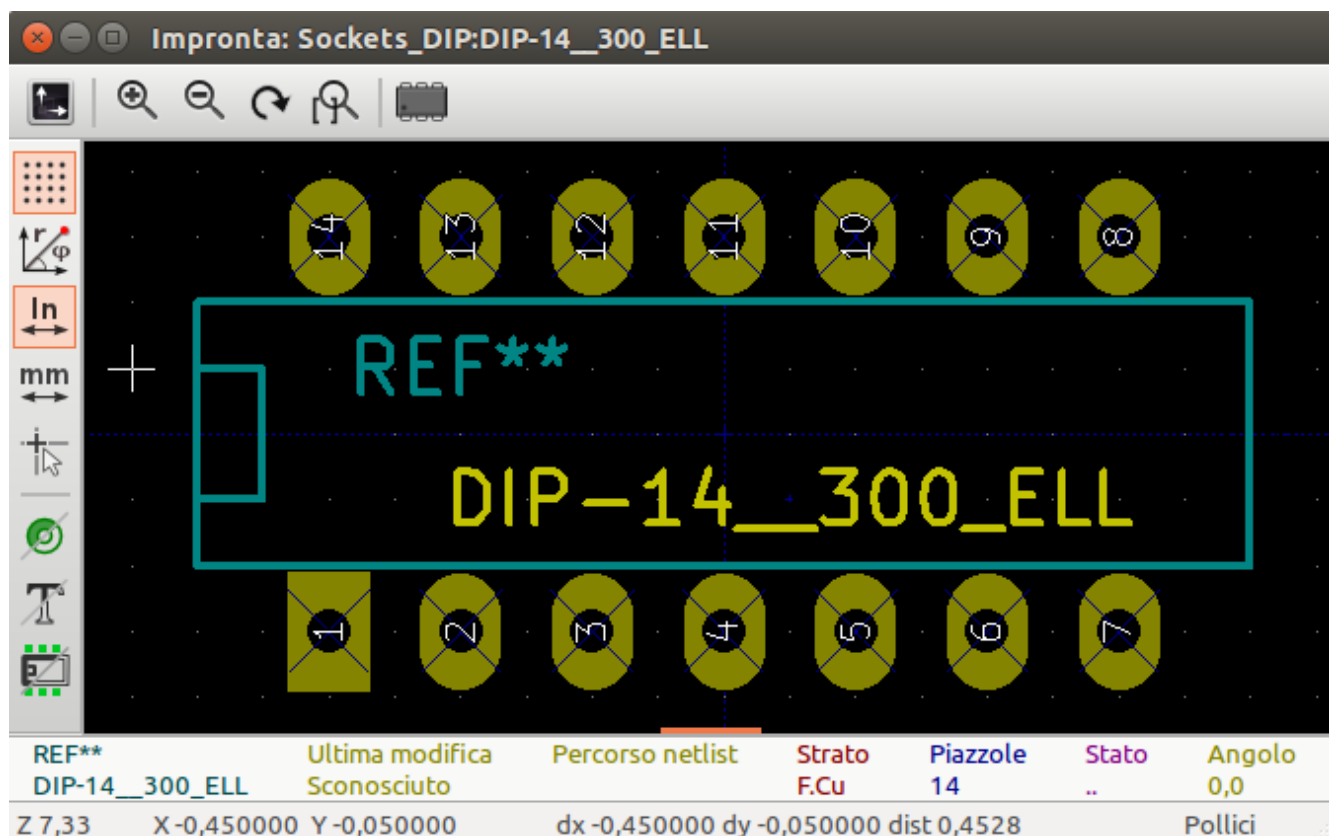 Impronta: Sockets_DIP:DIP-14__300_ELL
In
mm
14 13 12 11 10 9 8
REF**
DIP-14__300_ELL
1 2 3 4 5 6 7
REF** Ultima modifica Percorso netlist Strato Piazzole Stato Angolo
DIP-14__300_ELL Sconosciuto F.Cu 14 .. 0,0
Z 7,33 X -0,450000 Y -0,050000 dx -0,450000 dy -0,050000 dist 0,4528 Pollici